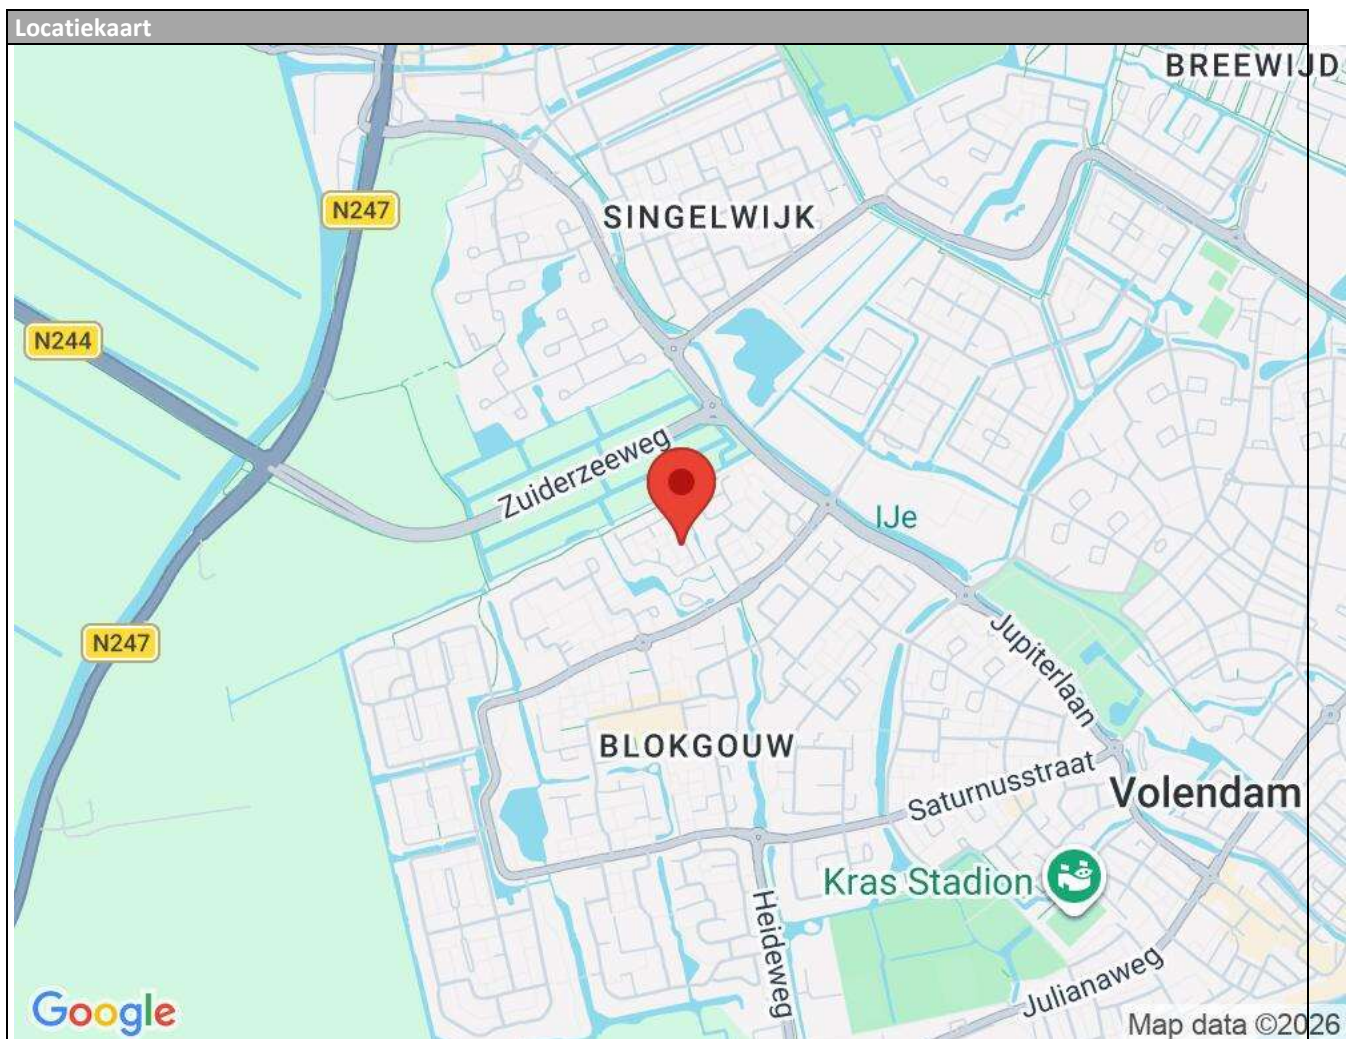 Locatiekaart
BREEWIJD
N247
SINGELWIJK
N244
Zuiderzeeweg
IJe
N247
Jupiterlaan
BLOKGOUW
Saturnusstraat
Volendam
Kras Stadion
Heideweg
Julianaweg
Google
Map data ©2026